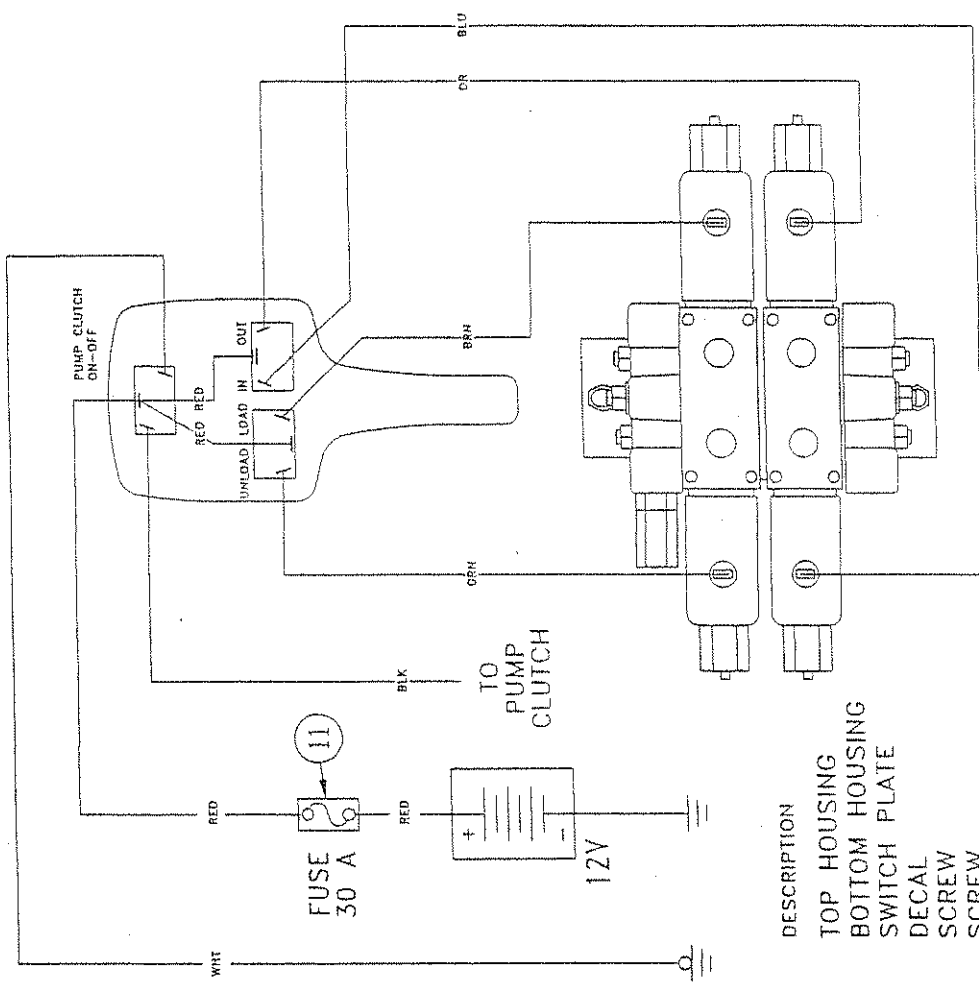 BLU
OR
PUMP CLUTCH
ON-OFF
OUT
IN
RED
RED
LOAD
UNLOAD
BRN
GRN
BLK
TO
PUMP
CLUTCH
RED
11
FUSE
30 A
RED
+
-
12V
WHT
DESCRIPTION
TOP HOUSING
BOTTOM HOUSING
SWITCH PLATE
DECAL
SCREW
SCREW